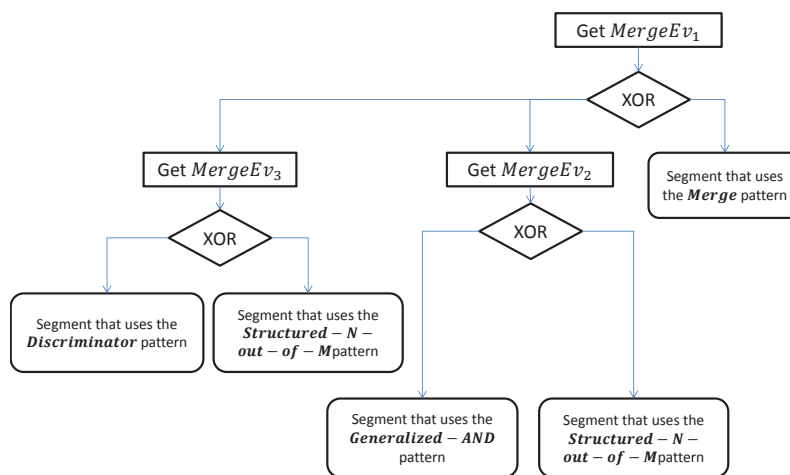 Get MergeEv₁
XOR
Get MergeEv₃
Get MergeEv₂
Segment that uses
the Merge pattern
XOR
XOR
Segment that uses the
Discriminator pattern
Segment that uses the
Structured − N −
out − of − Mpattern
Segment that uses the
Generalized − AND
pattern
Segment that uses the
Structured − N −
out − of − Mpattern